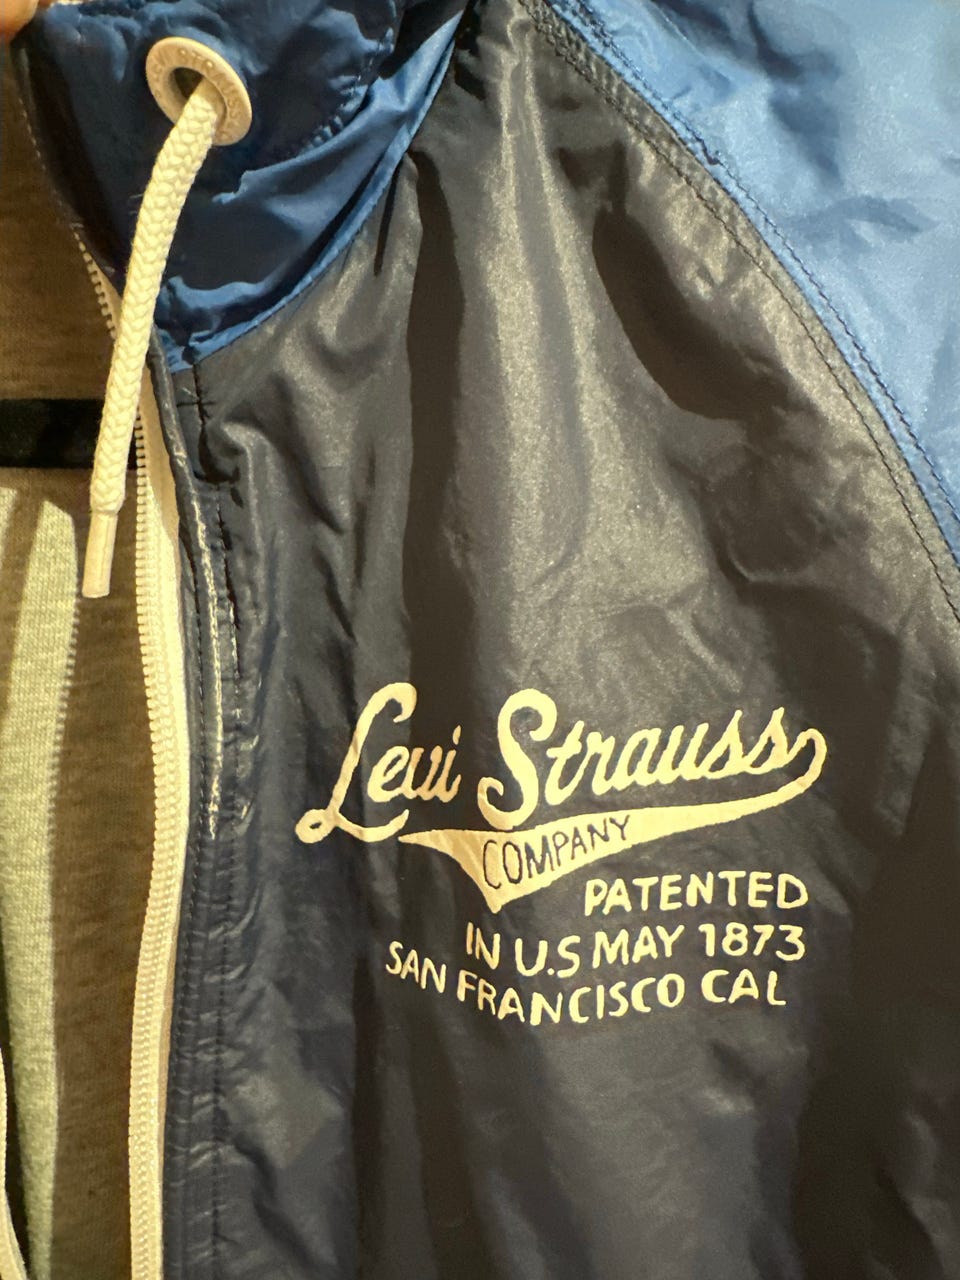 Levi Strauss
COMPANY
PATENTED
IN U.S MAY 1873
SAN FRANCISCO CAL